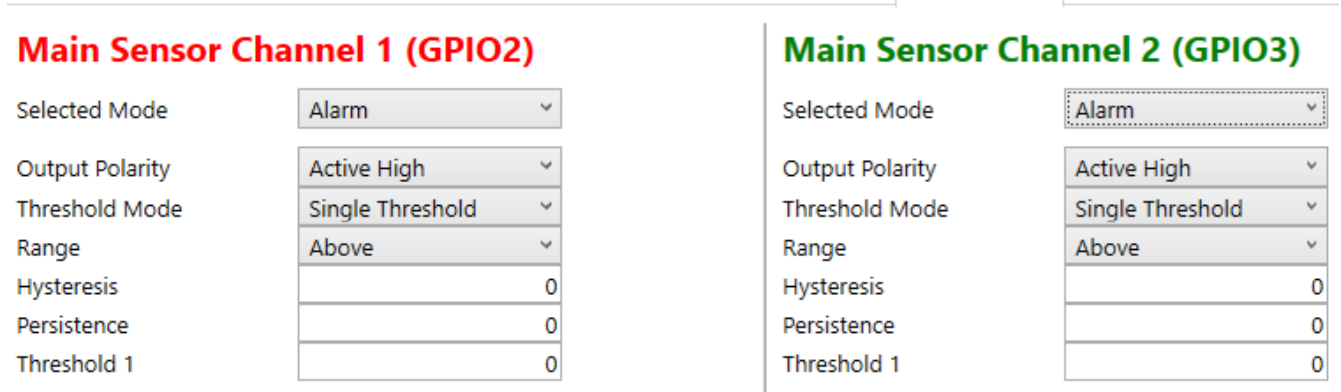 Main Sensor Channel 1 (GPIO2)
Selected Mode Alarm
Output Polarity Active High
Threshold Mode Single Threshold
Range Above
Hysteresis 0
Persistence 0
Threshold 1 0
Main Sensor Channel 2 (GPIO3)
Selected Mode Alarm
Output Polarity Active High
Threshold Mode Single Threshold
Range Above
Hysteresis 0
Persistence 0
Threshold 1 0